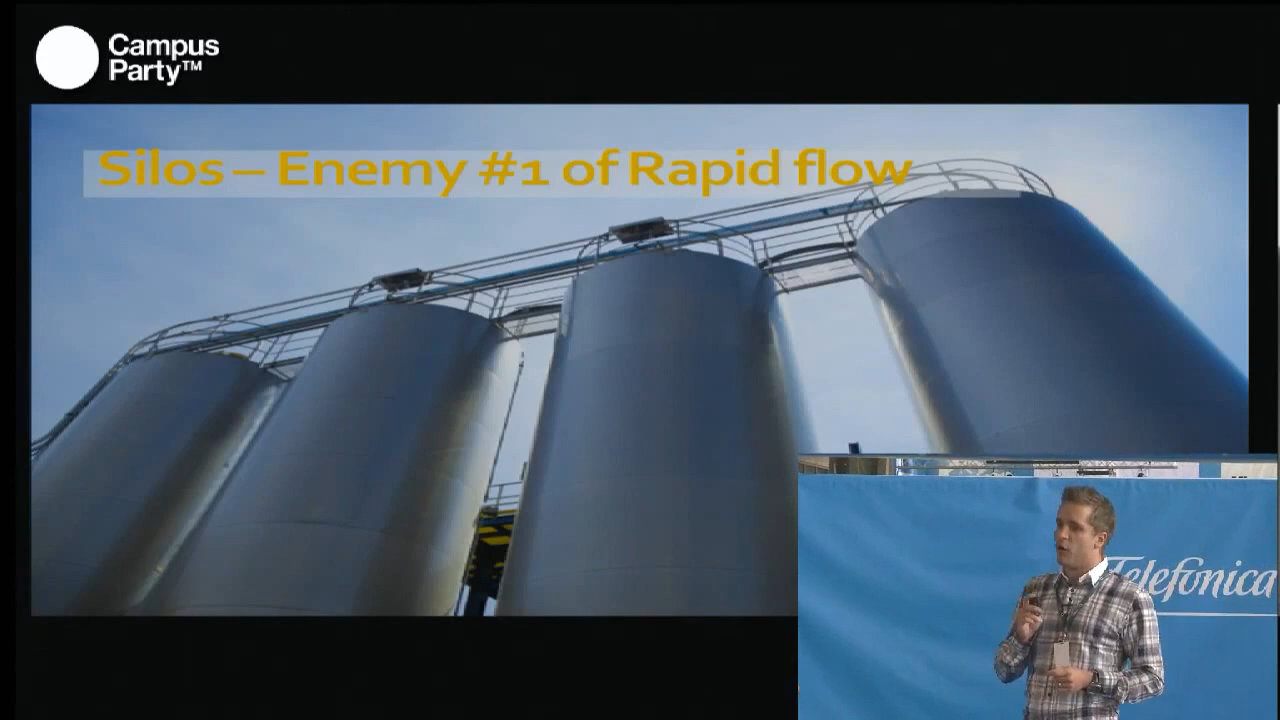 Campus
Party™
Silos – Enemy #1 of Rapid flow
Telefonica